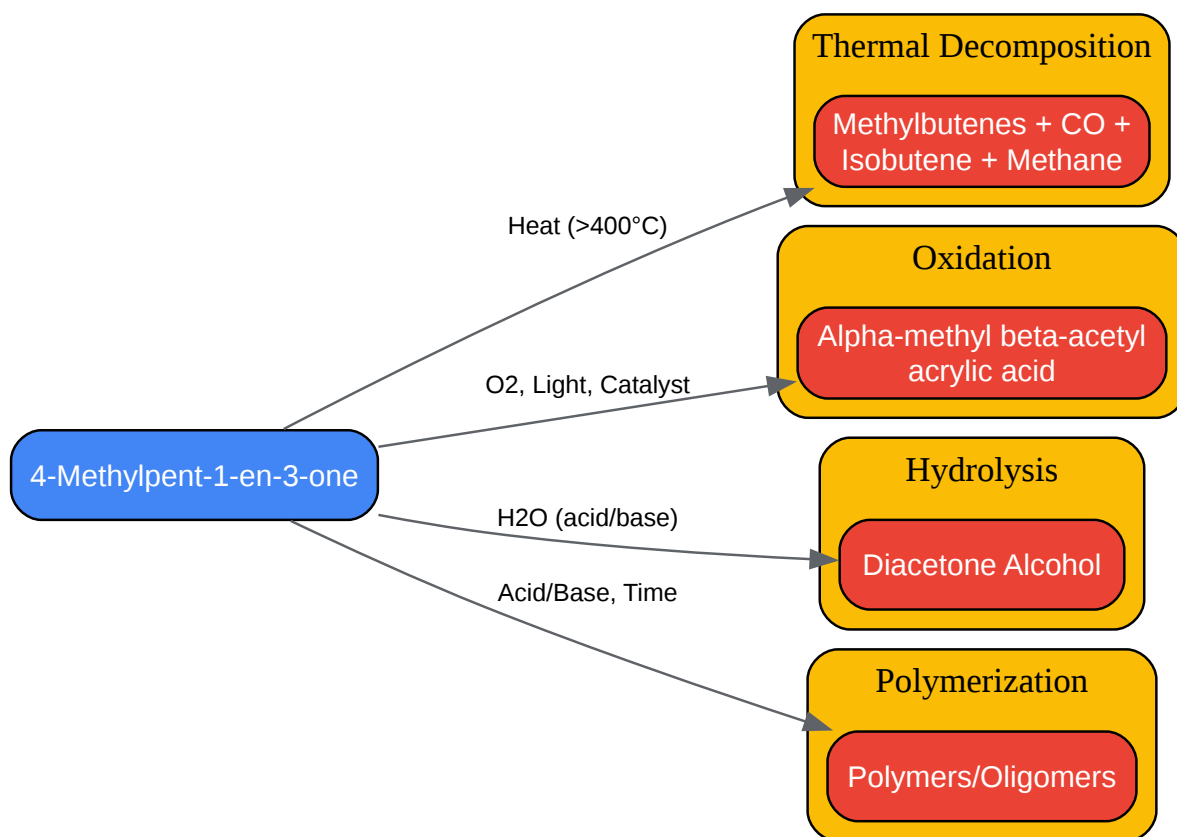 Thermal Decomposition
Methylbutenes + CO +
Isobutene + Methane
Heat (>400°C)
Oxidation
Alpha-methyl beta-acetyl
acrylic acid
O2, Light, Catalyst
4-Methylpent-1-en-3-one
Hydrolysis
H2O (acid/base)
Diacetone Alcohol
Acid/Base, Time
Polymerization
Polymers/Oligomers